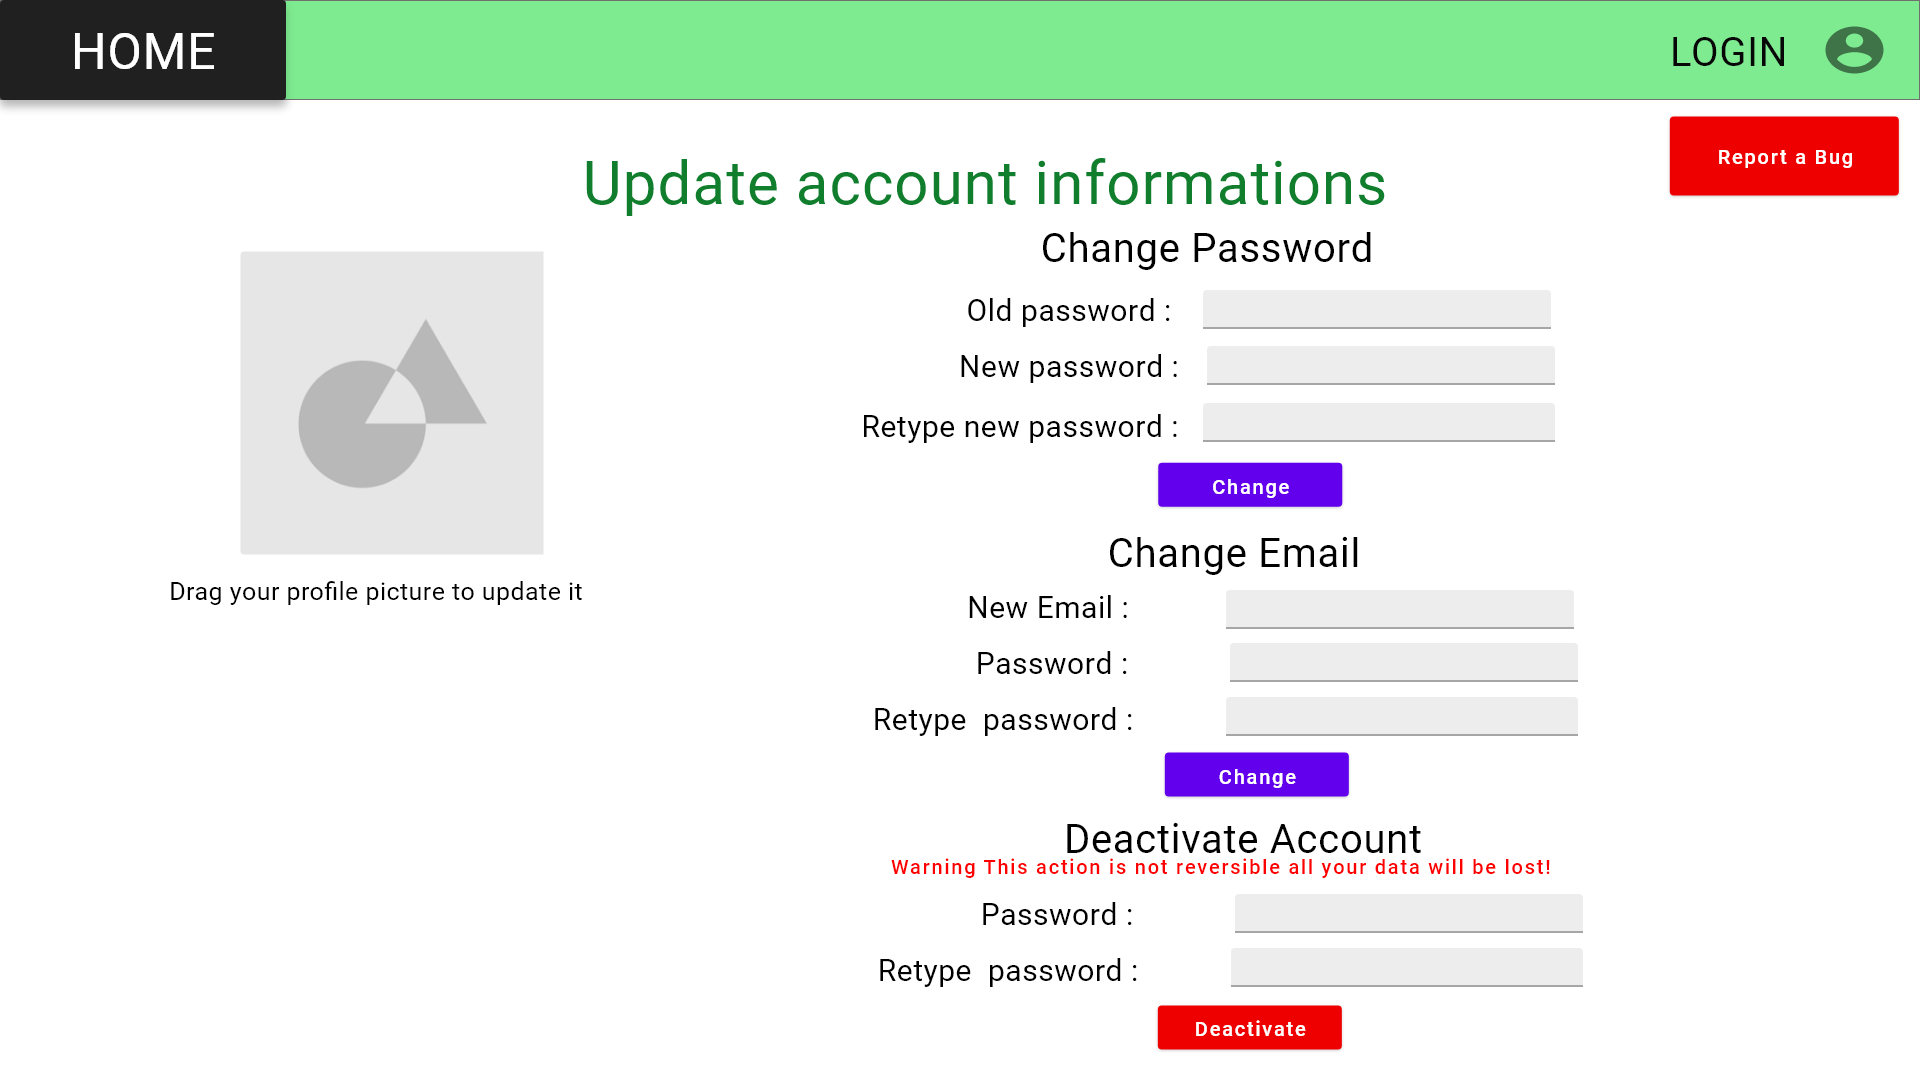 HOME
LOGIN
Report a Bug
Update account informations
Change Password
Old password :
New password :
Retype new password :
Change
Drag your profile picture to update it
Change Email
New Email :
Password :
Retype  password :
Change
Deactivate Account
Warning This action is not reversible all your data will be lost!
Password :
Retype  password :
Deactivate